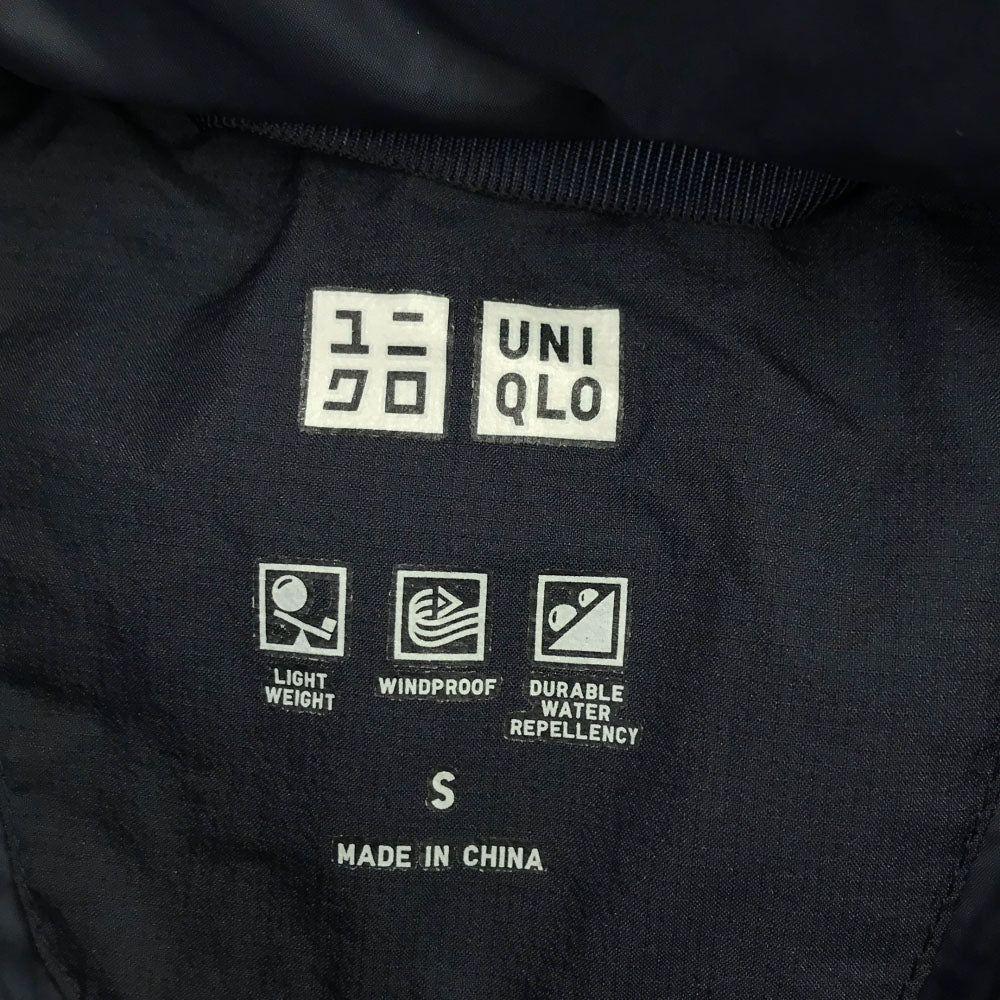 ユニ
クロ
UNI
QLO
LIGHT
WEIGHT
WINDPROOF
DURABLE
WATER
REPELLENCY
S
MADE IN CHINA